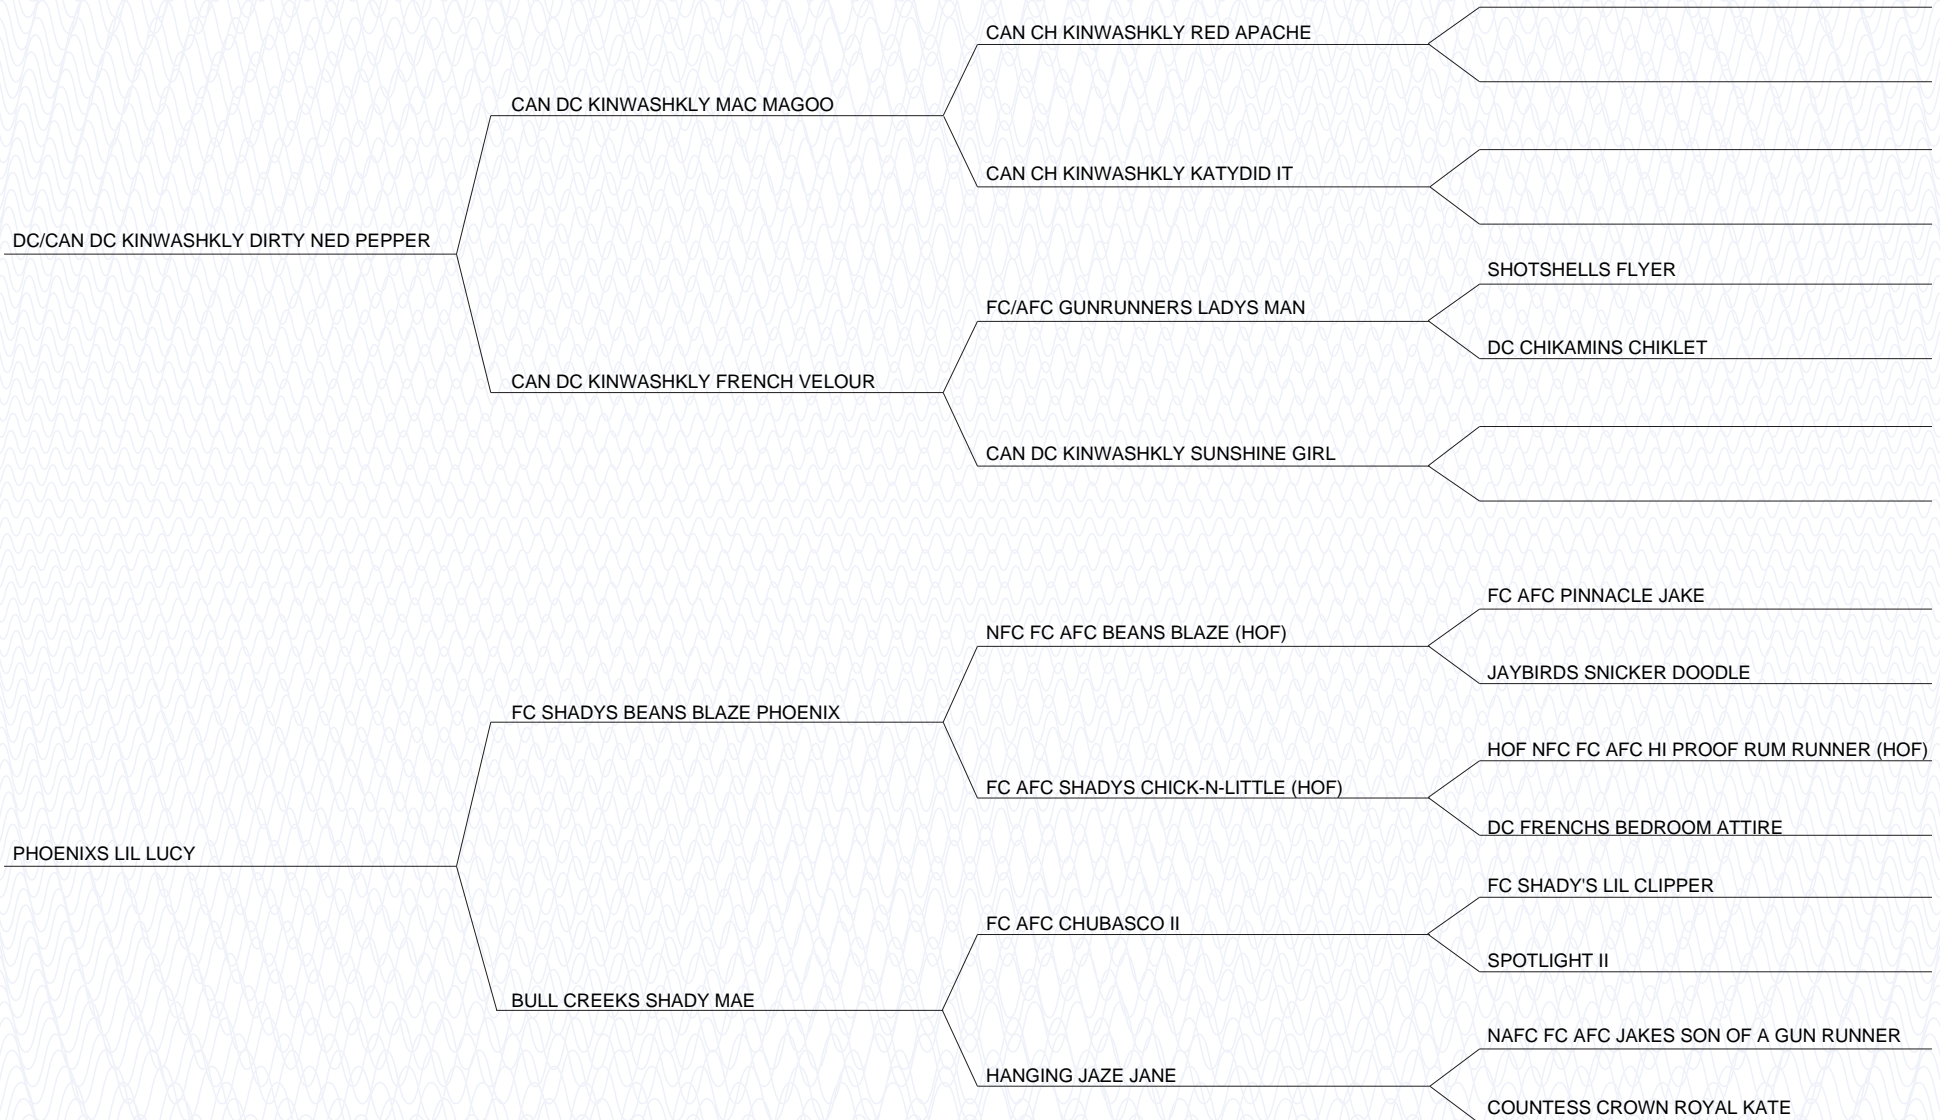 CAN CH KINWASHKLY RED APACHE
CAN DC KINWASHKLY MAC MAGOO
CAN CH KINWASHKLY KATYDID IT
DC/CAN DC KINWASHKLY DIRTY NED PEPPER
SHOTSHELLS FLYER
FC/AFC GUNRUNNERS LADYS MAN
DC CHIKAMINS CHIKLET
CAN DC KINWASHKLY FRENCH VELOUR
CAN DC KINWASHKLY SUNSHINE GIRL
FC AFC PINNACLE JAKE
NFC FC AFC BEANS BLAZE (HOF)
JAYBIRDS SNICKER DOODLE
FC SHADYS BEANS BLAZE PHOENIX
HOF NFC FC AFC HI PROOF RUM RUNNER (HOF)
FC AFC SHADYS CHICK-N-LITTLE (HOF)
DC FRENCHS BEDROOM ATTIRE
PHOENIXS LIL LUCY
FC SHADY'S LIL CLIPPER
FC AFC CHUBASCO II
SPOTLIGHT II
BULL CREEKS SHADY MAE
NAFC FC AFC JAKES SON OF A GUN RUNNER
HANGING JAZE JANE
COUNTESS CROWN ROYAL KATE